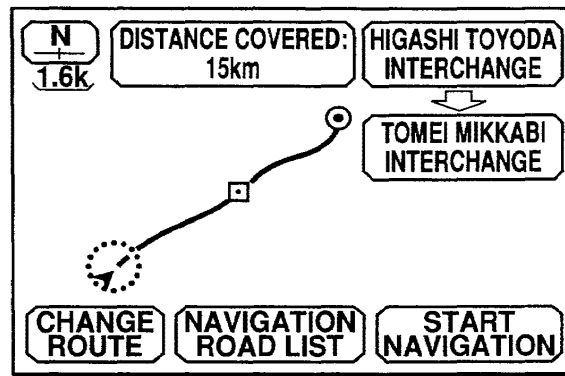 N
1.6k
DISTANCE COVERED:
15km
HIGASHI TOYODA
INTERCHANGE
TOMEI MIKKABI
INTERCHANGE
CHANGE
ROUTE
NAVIGATION
ROAD LIST
START
NAVIGATION